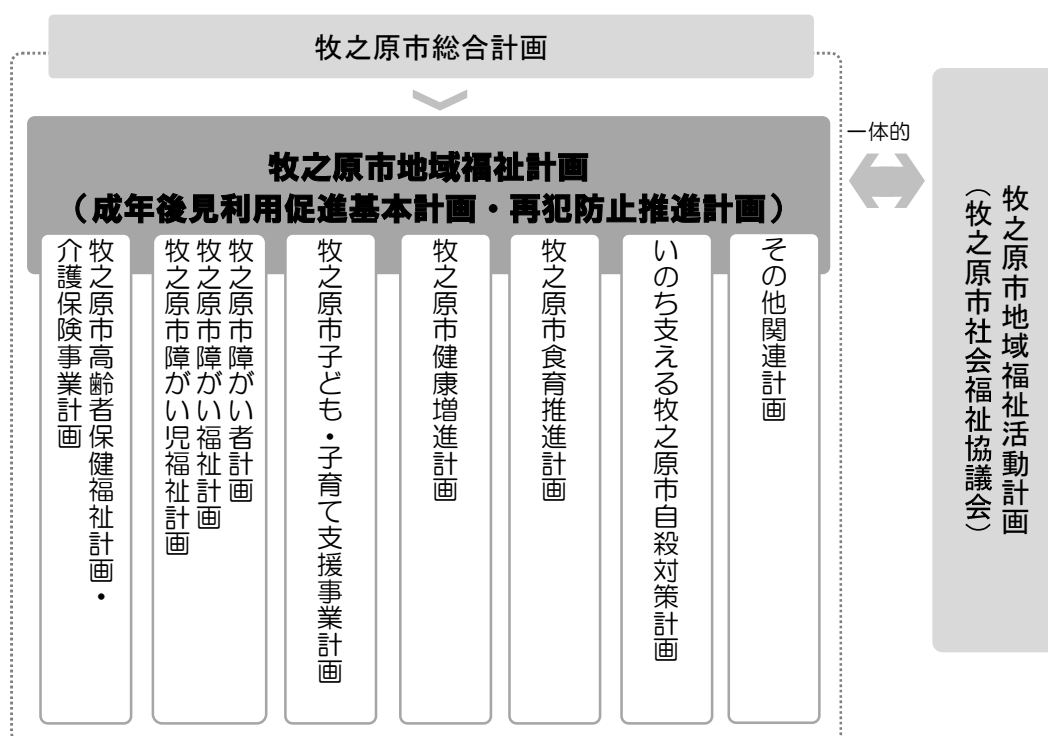 牧之原市総合計画
牧之原市地域福祉計画
（成年後見利用促進基本計画・再犯防止推進計画）
一体的
牧之原市高齢者保健福祉計画・
介護保険事業計画
牧之原市障がい者計画
牧之原市障がい福祉計画
牧之原市障がい児福祉計画
牧之原市子ども・子育て支援事業計画
牧之原市健康増進計画
牧之原市食育推進計画
いのち支える牧之原市自殺対策計画
その他関連計画
牧之原市地域福祉活動計画
（牧之原市社会福祉協議会）